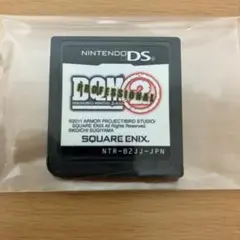 NINTENDO DS
PROFESSIONAL
©2011 ARMOR PROJECT/BIRD STUDIO/
SQUARE ENIX All Rights Reserved.
©KOICHI SUGIYAMA
SQUARE ENIX.
NTR-B2JJ-JPN